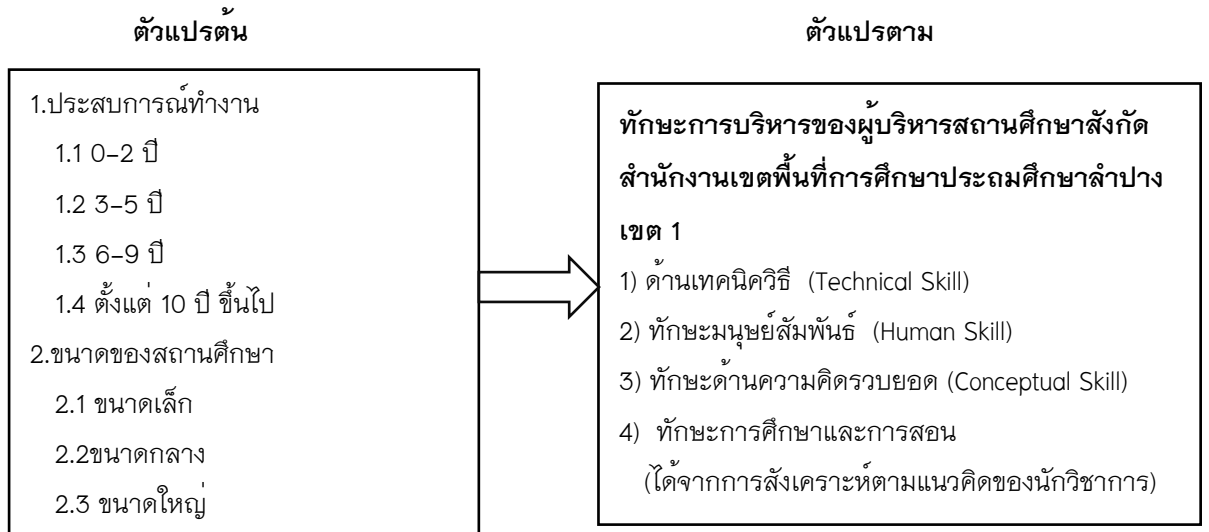 ตัวแปรต้น
ตัวแปรตาม
1.ประสบการณ์ทำงาน
1.1 0–2 ปี
1.2 3–5 ปี
1.3 6–9 ปี
1.4 ตั้งแต่ 10 ปี ขึ้นไป
2.ขนาดของสถานศึกษา
2.1 ขนาดเล็ก
2.2ขนาดกลาง
2.3 ขนาดใหญ่
ทักษะการบริหารของผู้บริหารสถานศึกษาสังกัด
สำนักงานเขตพื้นที่การศึกษาประถมศึกษาลำปาง
เขต 1
1) ด้านเทคนิควิธี (Technical Skill)
2) ทักษะมนุษย์สัมพันธ์ (Human Skill)
3) ทักษะด้านความคิดรวบยอด (Conceptual Skill)
4) ทักษะการศึกษาและการสอน
(ได้จากการสังเคราะห์ตามแนวคิดของนักวิชาการ)